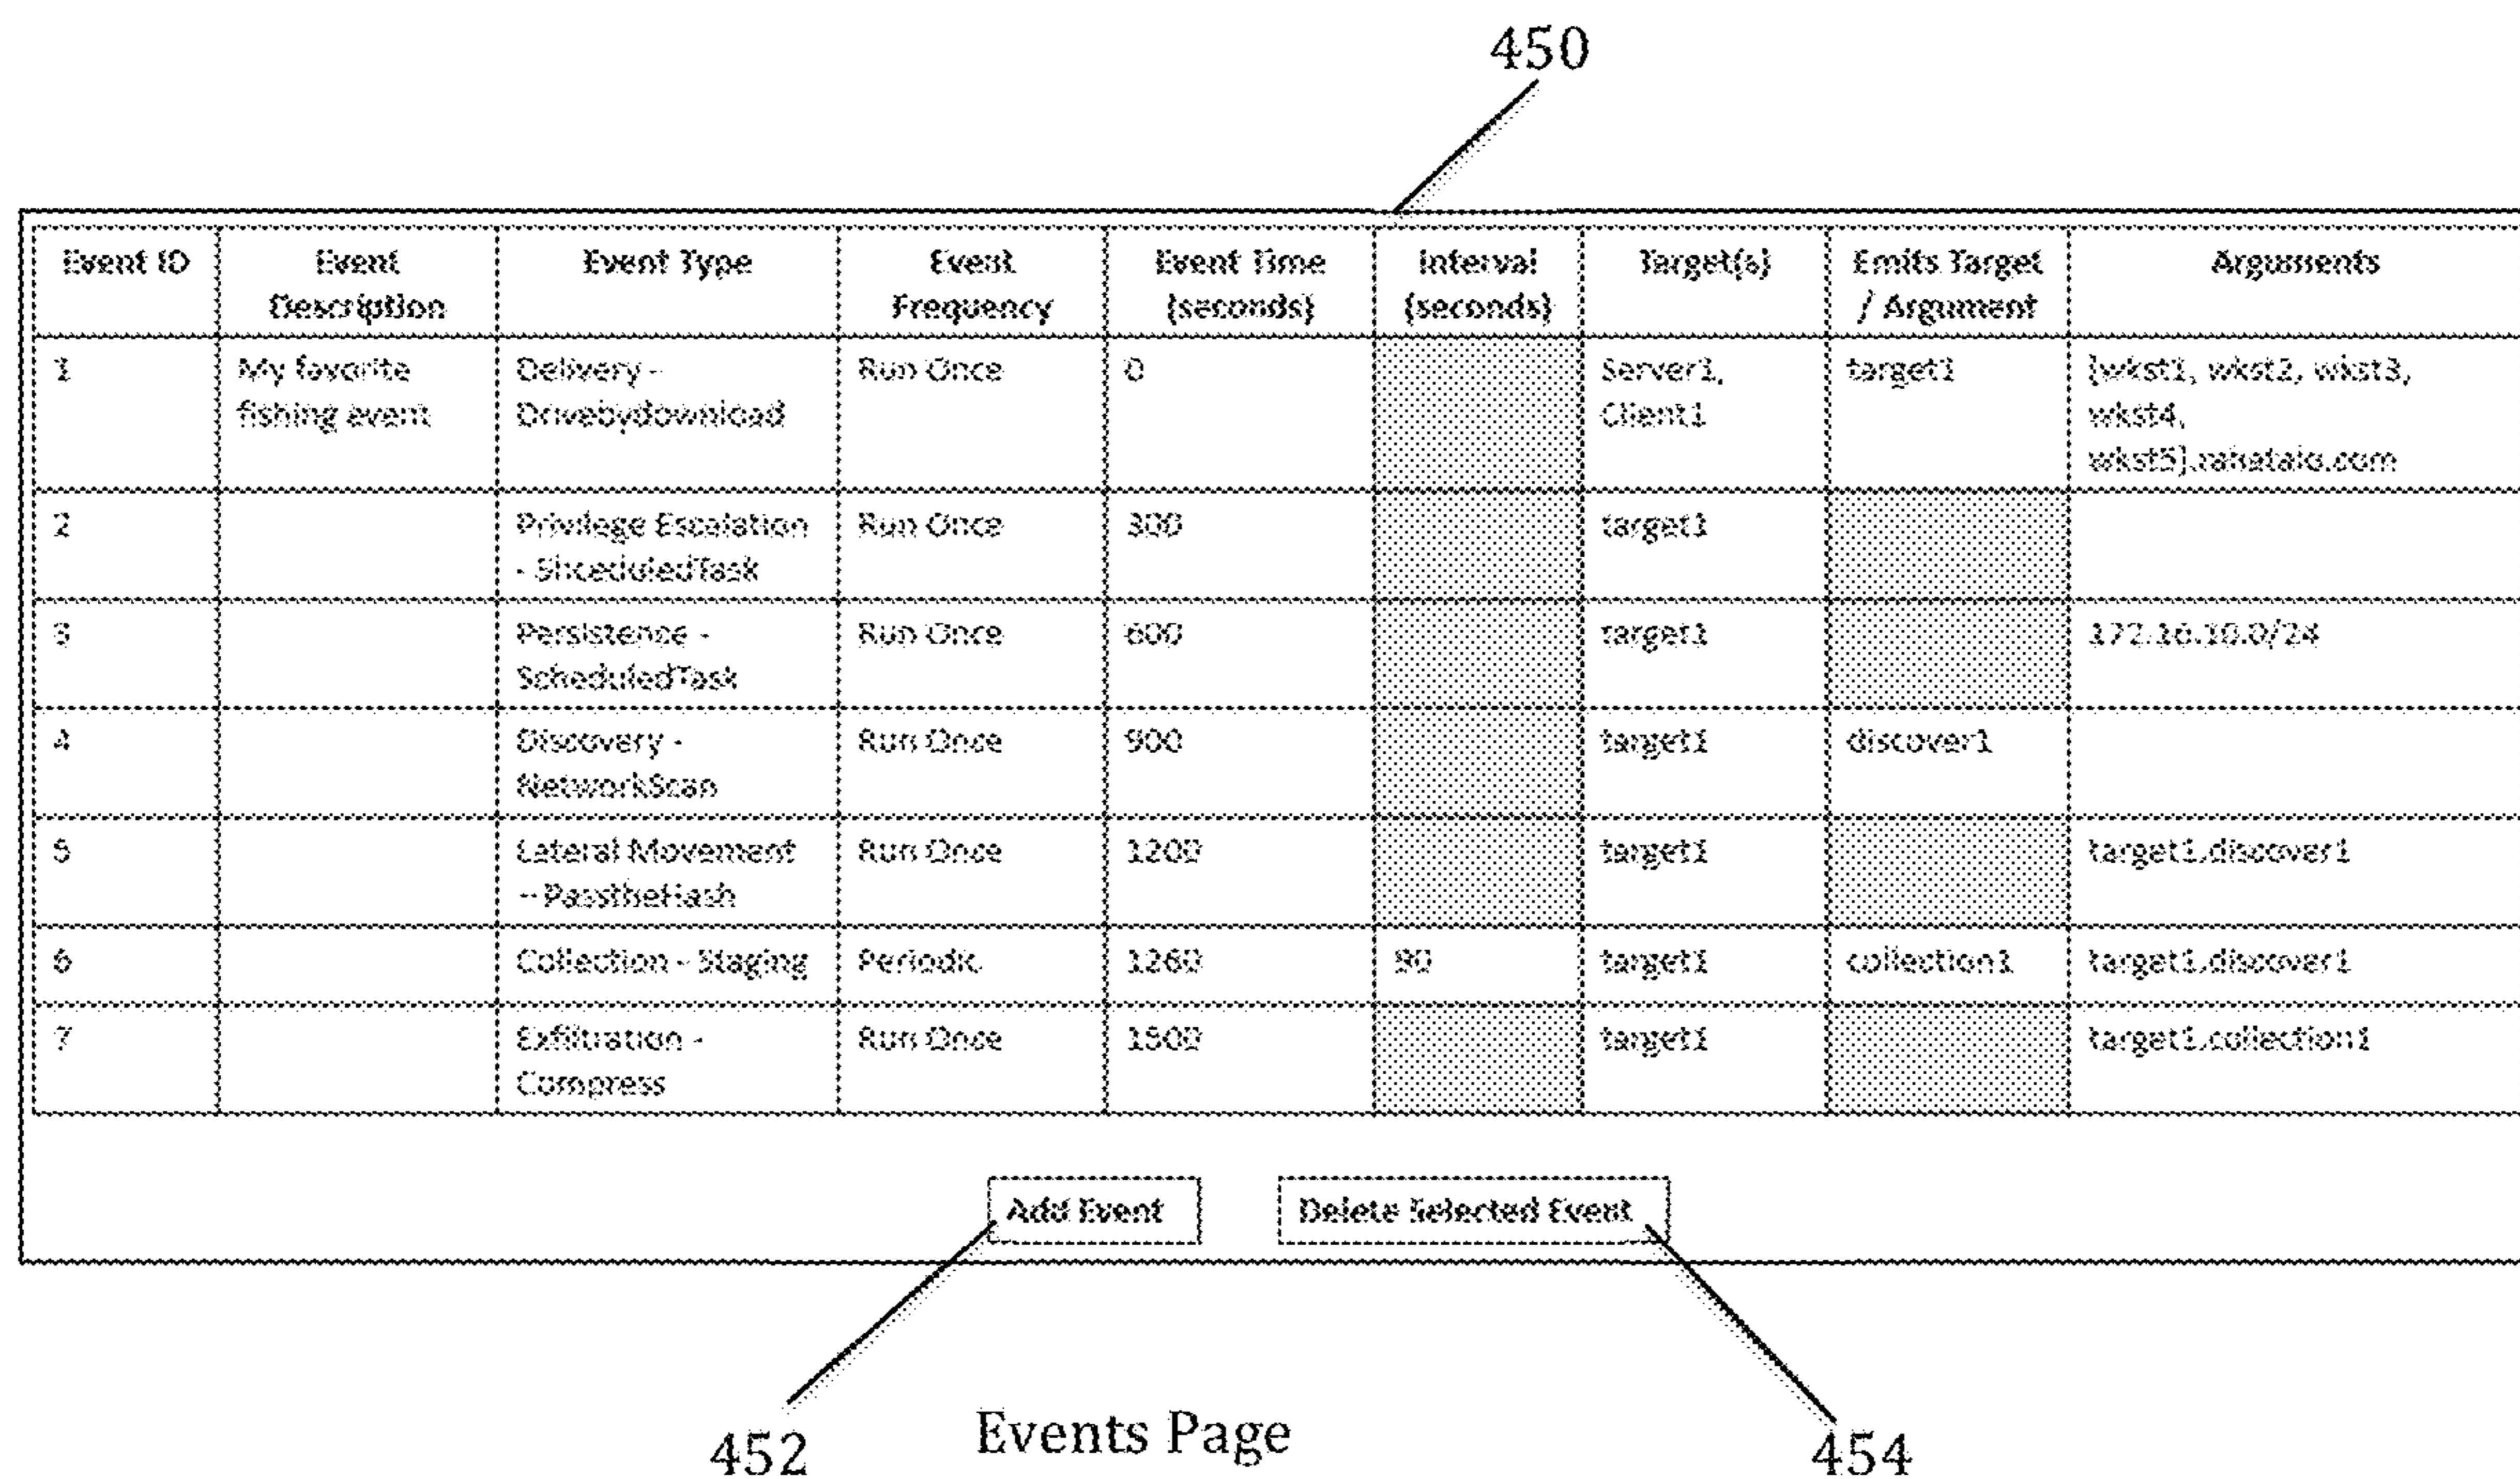 450
Event ID Event Description Event Type Event Frequency Event Time (seconds) Interval (seconds) Target(s) Emits Target / Argument Arguments
1 My favorite fishing event Delivery - Drivebydownload Run Once 0 Server1, Client1 target1 [wkst1, wkst2, wkst3, wkst4, wkst5].
2 Privilege Escalation - ShceduledTask Run Once 300 target1
3 Persistence - ScheduledTask Run Once 600 target1 172.16.10.0/24
4 Discovery - NetworkScan Run Once 900 target1 discover1
5 Lateral Movement – PasstheHash Run Once 1200 target1 target1.discover1
6 Collection - Staging Periodic 1260 target1 collection1 target1.discover1
7 Exfiltration - Compress Run Once target1 target1.collection1
Add Event Delete Selected Event
452 Events Page 454